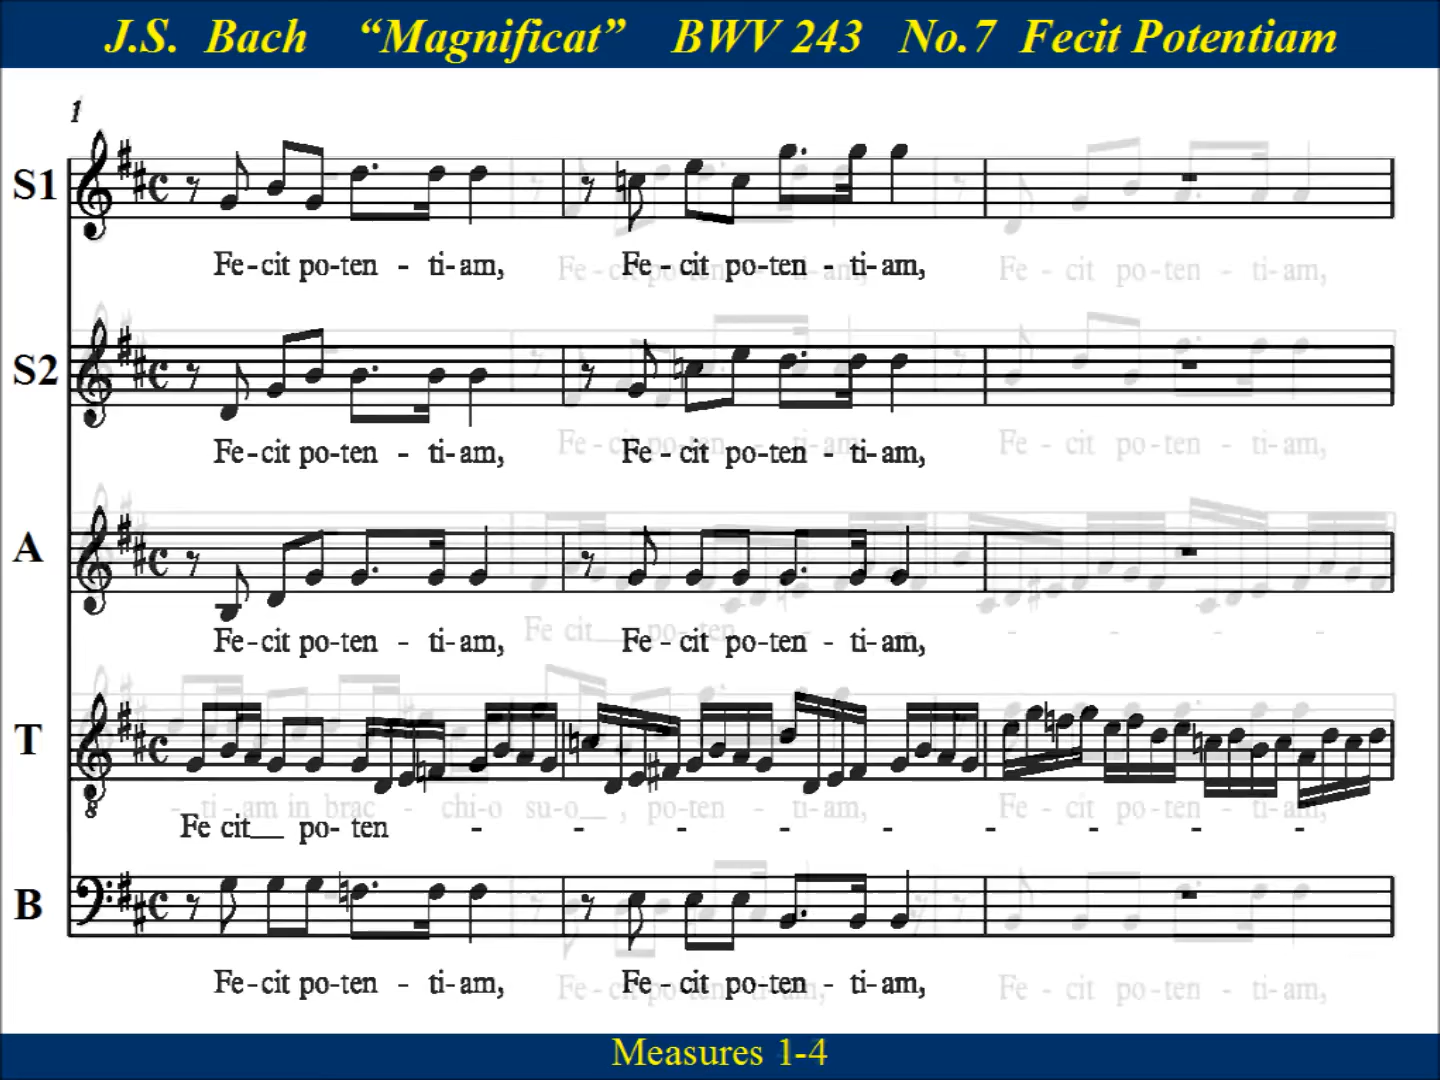 J.S. Bach “Magnificat” BWV 243 No.7 Fecit Potentiam
1
S1
Fe-cit po-ten - ti-am, Fe - cit po-ten - ti-am,
S2
Fe-cit po-ten - ti-am, Fe - cit po-ten - ti-am,
A
Fe-cit po-ten - ti-am, Fe - cit po-ten - ti-am,
T
8
Fe cit__ po- ten - - - - - - - - -
B
Fe-cit po-ten - ti-am, Fe - cit po-ten - ti-am,
Measures 1-4